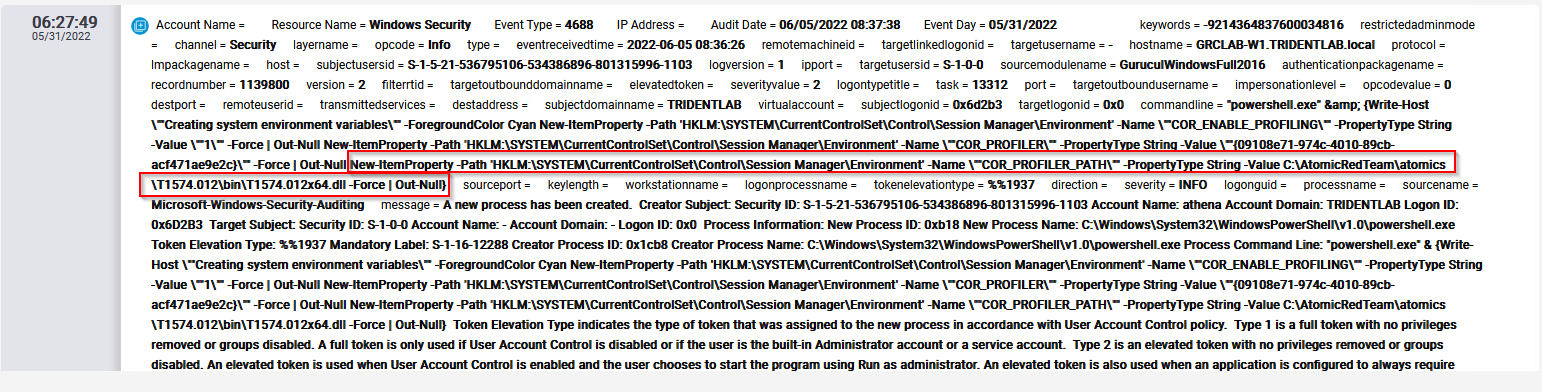 06:27:49
05/31/2022
Account Name = Resource Name = Windows Security Event Type = 4688 IP Address = Audit Date = 06/05/2022 08:37:38 Event Day = 05/31/2022 keywords = -9214364837600034816 restrictedadminmode
= channel = Security layername = opcode = Info type = eventreceivedtime = 2022-06-05 08:36:26 remotemachineid = targetlinkedlogonid = targetusername = - hostname = GRCLAB-W1.TRIDENTLAB.local protocol =
lmpackagename = host = subjectusersid = S-1-5-21-536795106-534386896-801315996-1103 logversion = 1 ipport = targetusersid = S-1-0-0 sourcemodulename = GuruculWindowsFull2016 authenticationpackagename =
recordnumber = 1139800 version = 2 filterrtid = targetoutbounddomainname = elevatedtoken = severityvalue = 2 logontypetitle = task = 13312 port = targetoutboundusername = impersonationlevel = opcodevalue = 0
destport = remoteuserid = transmittedservices = destaddress = subjectdomainname = TRIDENTLAB virtualaccount = subjectlogonid = 0x6d2b3 targetlogonid = 0x0 commandline = "powershell.exe" &amp; {Write-Host
\""Creating system environment variables\"" -ForegroundColor Cyan New-ItemProperty -Path 'HKLM:\SYSTEM\CurrentControlSet\Control\Session Manager\Environment' -Name \""COR_ENABLE_PROFILING\"" -PropertyType String
-Value \""1\"" -Force | Out-Null New-ItemProperty -Path 'HKLM:\SYSTEM\CurrentControlSet\Control\Session Manager\Environment' -Name \""COR_PROFILER\"" -PropertyType String -Value \""{09108e71-974c-4010-89cb-
acf471ae9e2c}\"" -Force | Out-Null New-ItemProperty -Path 'HKLM:\SYSTEM\CurrentControlSet\Control\Session Manager\Environment' -Name \""COR_PROFILER_PATH\"" -PropertyType String -Value C:\AtomicRedTeam\atomics
\T1574.012\bin\T1574.012x64.dll -Force | Out-Null} sourceport = keylength = workstationname = logonprocessname = tokenelevationtype = %%1937 direction = severity = INFO logonguid = processname = sourcename =
Microsoft-Windows-Security-Auditing message = A new process has been created. Creator Subject: Security ID: S-1-5-21-536795106-534386896-801315996-1103 Account Name: athena Account Domain: TRIDENTLAB Logon ID:
0x6D2B3 Target Subject: Security ID: S-1-0-0 Account Name: - Account Domain: - Logon ID: 0x0 Process Information: New Process ID: 0xb18 New Process Name: C:\Windows\System32\WindowsPowerShell\v1.0\powershell.exe
Token Elevation Type: %%1937 Mandatory Label: S-1-16-12288 Creator Process ID: 0x1cb8 Creator Process Name: C:\Windows\System32\WindowsPowerShell\v1.0\powershell.exe Process Command Line: "powershell.exe" & {Write-
Host \""Creating system environment variables\"" -ForegroundColor Cyan New-ItemProperty -Path 'HKLM:\SYSTEM\CurrentControlSet\Control\Session Manager\Environment' -Name \""COR_ENABLE_PROFILING\"" -PropertyType String
-Value \""1\"" -Force | Out-Null New-ItemProperty -Path 'HKLM:\SYSTEM\CurrentControlSet\Control\Session Manager\Environment' -Name \""COR_PROFILER\"" -PropertyType String -Value \""{09108e71-974c-4010-89cb-
acf471ae9e2c}\"" -Force | Out-Null New-ItemProperty -Path 'HKLM:\SYSTEM\CurrentControlSet\Control\Session Manager\Environment' -Name \""COR_PROFILER_PATH\"" -PropertyType String -Value C:\AtomicRedTeam\atomics
\T1574.012\bin\T1574.012x64.dll -Force | Out-Null} Token Elevation Type indicates the type of token that was assigned to the new process in accordance with User Account Control policy. Type 1 is a full token with no privileges
removed or groups disabled. A full token is only used if User Account Control is disabled or if the user is the built-in Administrator account or a service account. Type 2 is an elevated token with no privileges removed or groups
disabled. An elevated token is used when User Account Control is enabled and the user chooses to start the program using Run as administrator. An elevated token is also used when an application is configured to always require